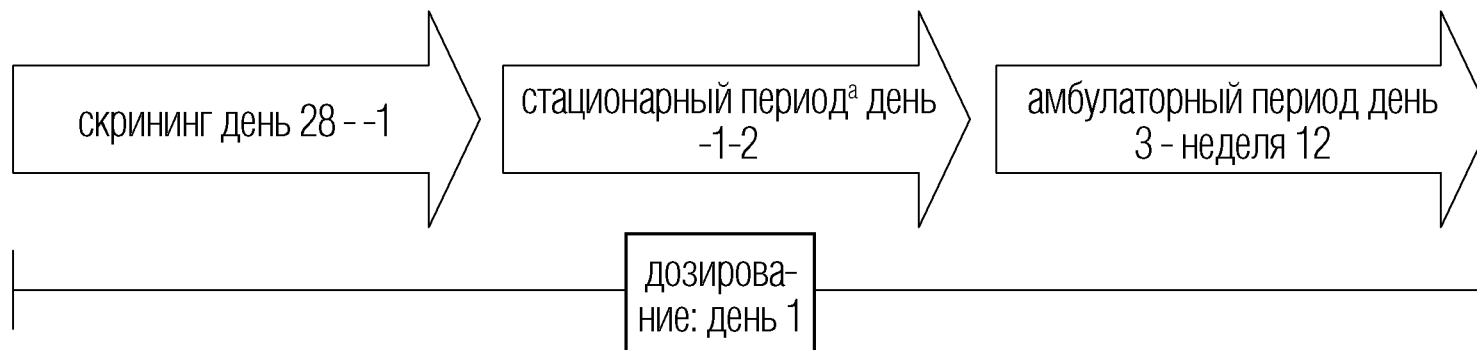 скрининг день 28 - -1
стационарный периодᵃ день
-1-2
амбулаторный период день
3 - неделя 12
дозирова-
ние: день 1